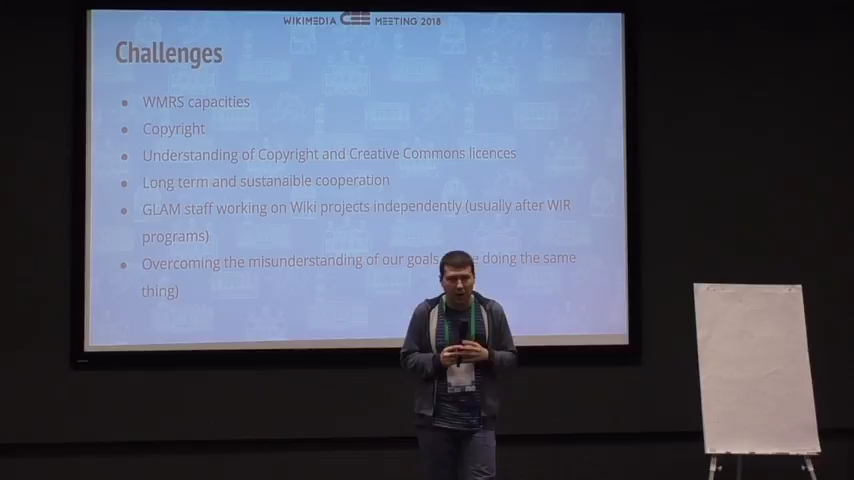 WIKIMEDIA CEE MEETING 2018
Challenges
WMRS capacities
Copyright
Understanding of Copyright and Creative Commons licences
Long term and sustanaible cooperation
GLAM staff working on Wiki projects independently (usually after WIR
programs)
Overcoming the misunderstanding of our goals doing the same
thing)